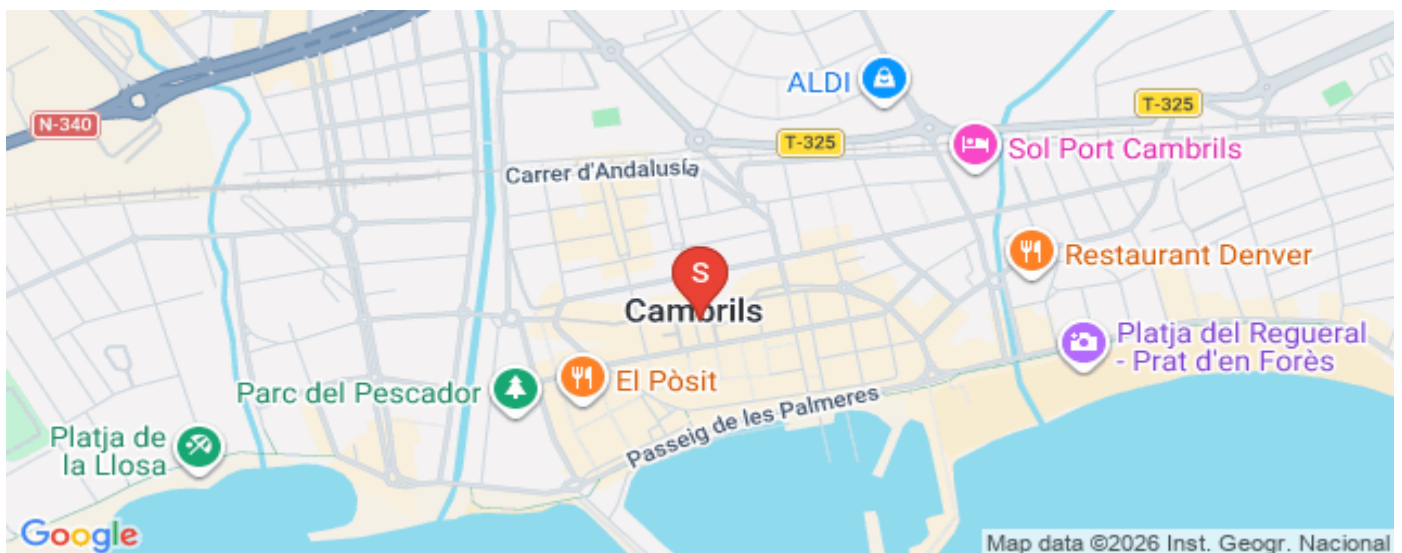 ALDI
N-340
T-325
T-325
Sol Port Cambrils
Carrer d'Andalusía
Restaurant Denver
S
Cambrils
Platja del Regueral
- Prat d'en Forès
El Pòsit
Parc del Pescador
Passeig de les Palmeres
Platja de
la Llosa
Google
Map data ©2026 Inst. Geogr. Nacional